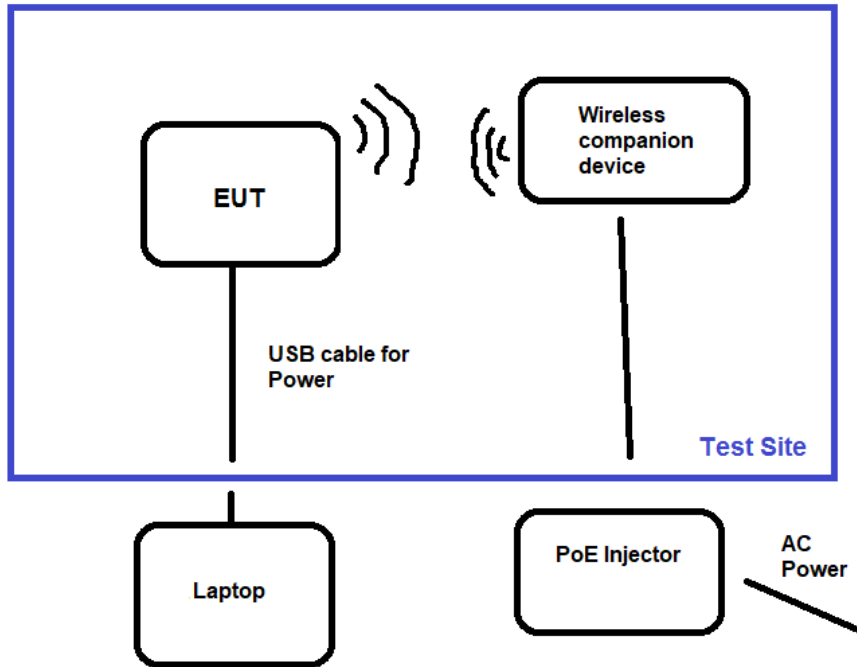 Wireless
companion
device
EUT
USB cable for
Power
Test Site
Laptop
PoE Injector
AC
Power